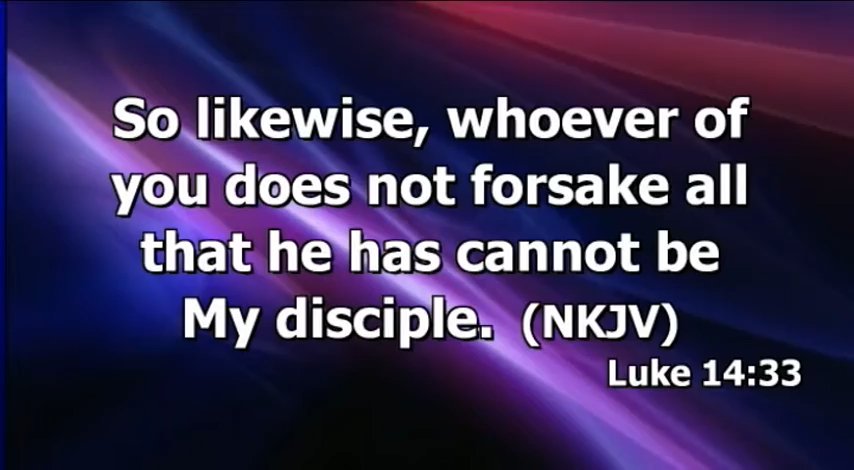 So likewise, whoever of
you does not forsake all
that he has cannot be
My disciple. (NKJV)
Luke 14:33